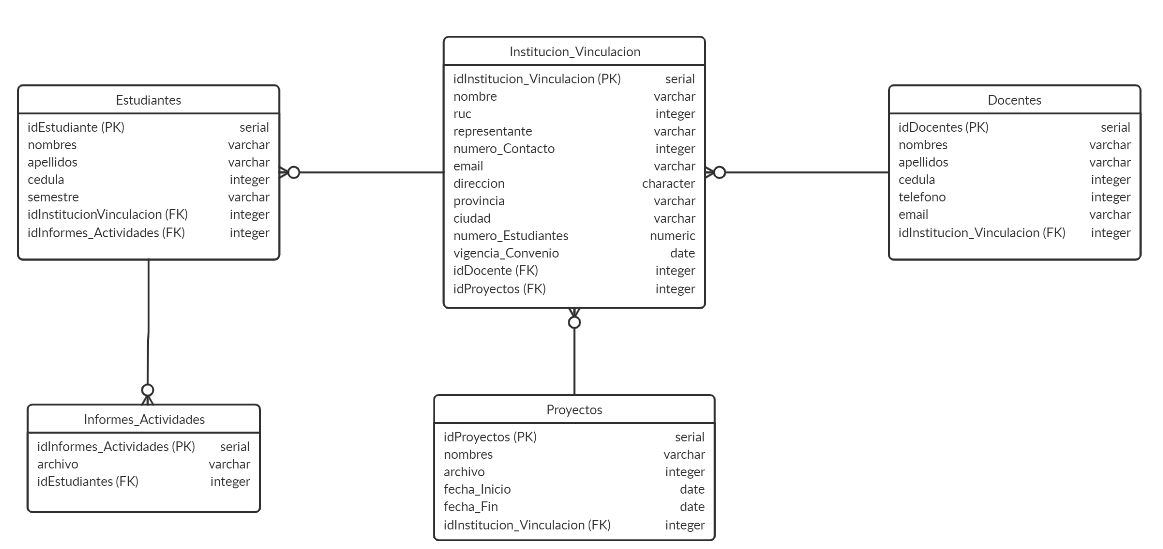 Institucion_Vinculacion
idInstitucion_Vinculacion (PK) serial
nombre varchar
ruc integer
representante varchar
numero_Contacto integer
email varchar
direccion character
provincia varchar
ciudad varchar
numero_Estudiantes numeric
vigencia_Convenio date
idDocente (FK) integer
idProyectos (FK) integer
Estudiantes
idEstudiante (PK) serial
nombres varchar
apellidos varchar
cedula integer
semestre varchar
idInstitucionVinculacion (FK) integer
idInformes_Actividades (FK) integer
Docentes
idDocentes (PK) serial
nombres varchar
apellidos varchar
cedula integer
telefono integer
email varchar
idInstitucion_Vinculacion (FK) integer
Informes_Actividades
idInformes_Actividades (PK) serial
archivo varchar
idEstudiantes (FK) integer
Proyectos
idProyectos (PK) serial
nombres varchar
archivo integer
fecha_Inicio date
fecha_Fin date
idInstitucion_Vinculacion (FK) integer